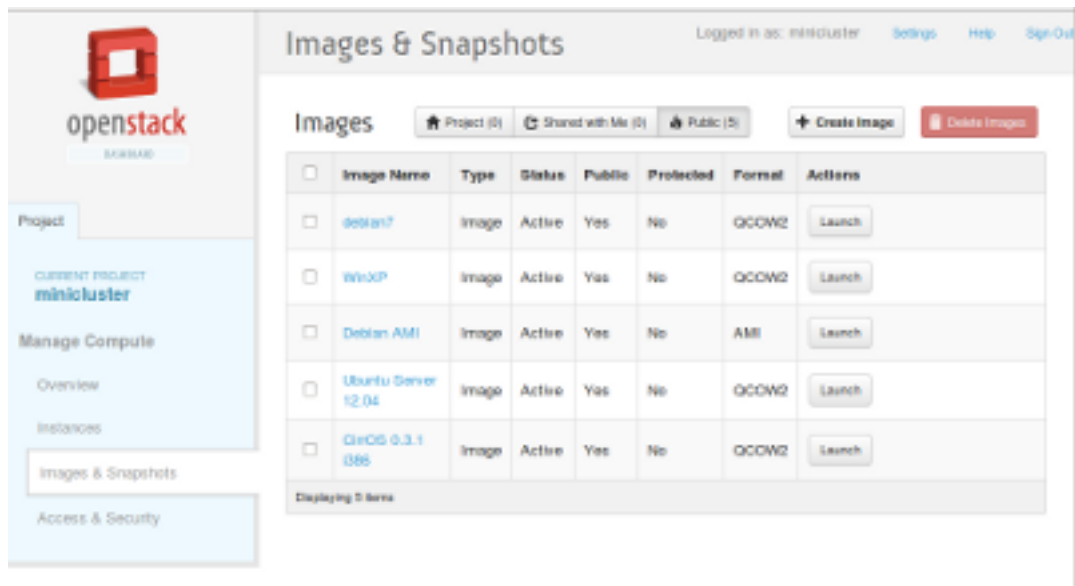 openstack
DASHBOARD
Project
CURRENT PROJECT
minicluster
Manage Compute
Overview
Instances
Images & Snapshots
Access & Security
Images & Snapshots
Logged in as: minicluster Settings Help Sign Out
Images Project (0) Shared with Me (0) Public (5) Create Image Delete Images
Image Name Type Status Public Protected Format Actions
debian7 Image Active Yes No QCOW2 Launch
WinXP Image Active Yes No QCOW2 Launch
Debian AMI Image Active Yes No AMI Launch
Ubuntu Server
12.04 Image Active Yes No QCOW2 Launch
CirrOS 0.3.1
i386 Image Active Yes No QCOW2 Launch
Displaying 5 items